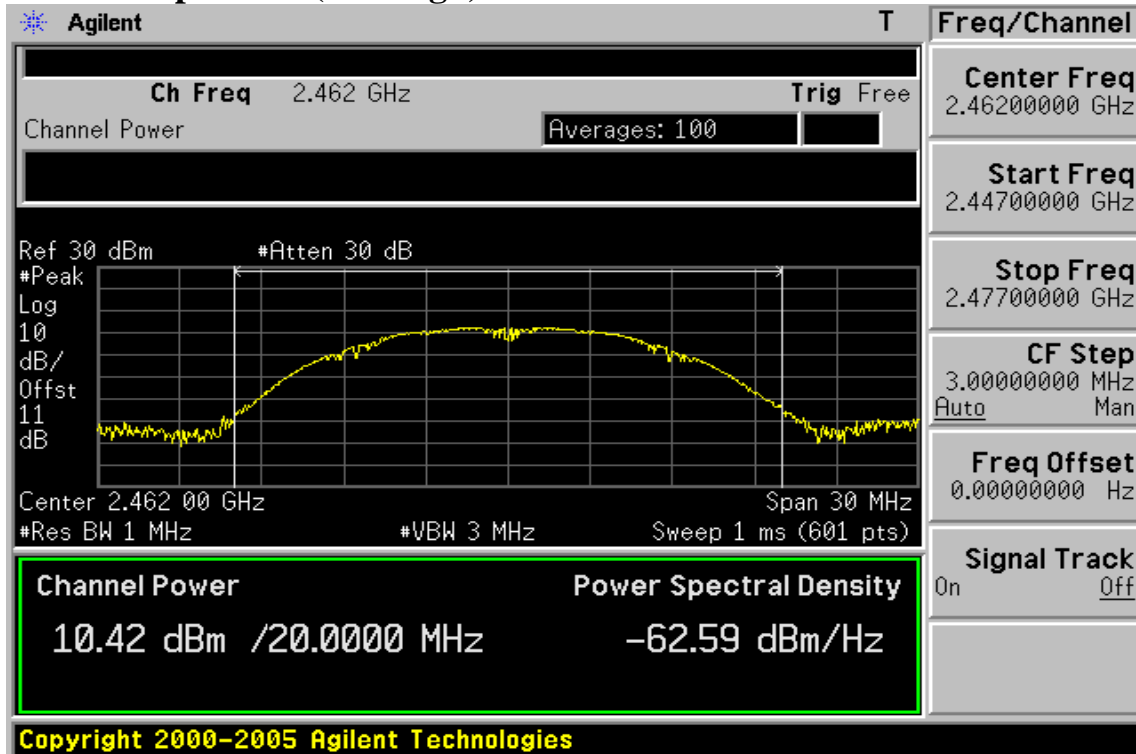 Agilent T
Ch Freq 2.462 GHz Trig Free
Channel Power Averages: 100
Ref 30 dBm #Atten 30 dB
#Peak
Log
10
dB/
Offst
11
dB
Center 2.462 00 GHz Span 30 MHz
#Res BW 1 MHz #VBW 3 MHz Sweep 1 ms (601 pts)
Channel Power Power Spectral Density
10.42 dBm /20.0000 MHz -62.59 dBm/Hz
Copyright 2000-2005 Agilent Technologies
Freq/Channel
Center Freq
2.46200000 GHz
Start Freq
2.44700000 GHz
Stop Freq
2.47700000 GHz
CF Step
3.00000000 MHz
Auto Man
Freq Offset
0.00000000 Hz
Signal Track
On Off